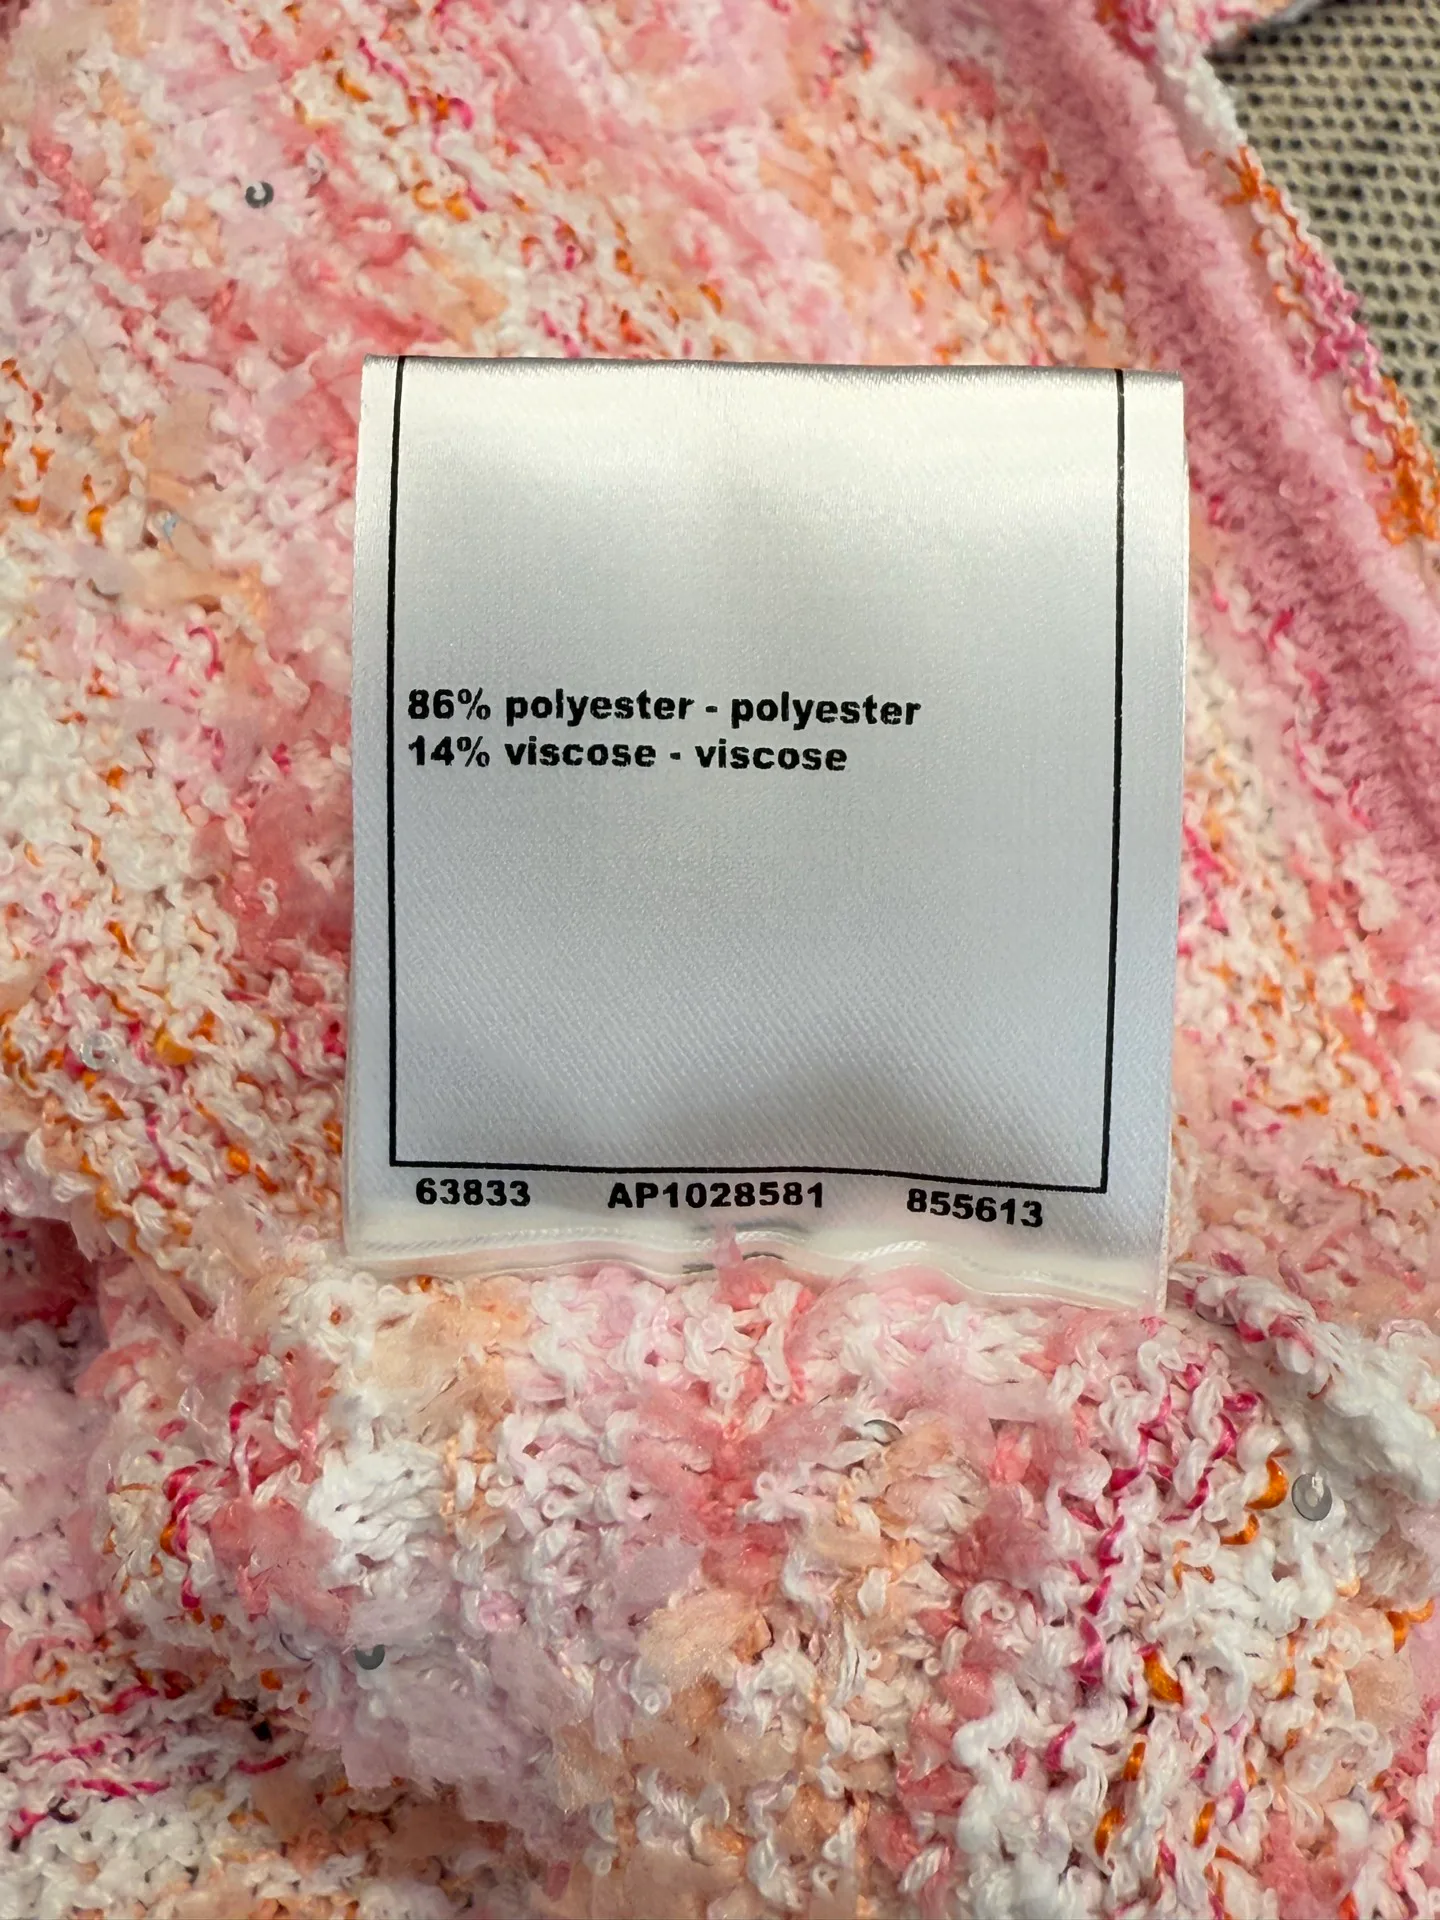 86% polyester - polyester
14% viscose - viscose
63833 AP1028581 855613